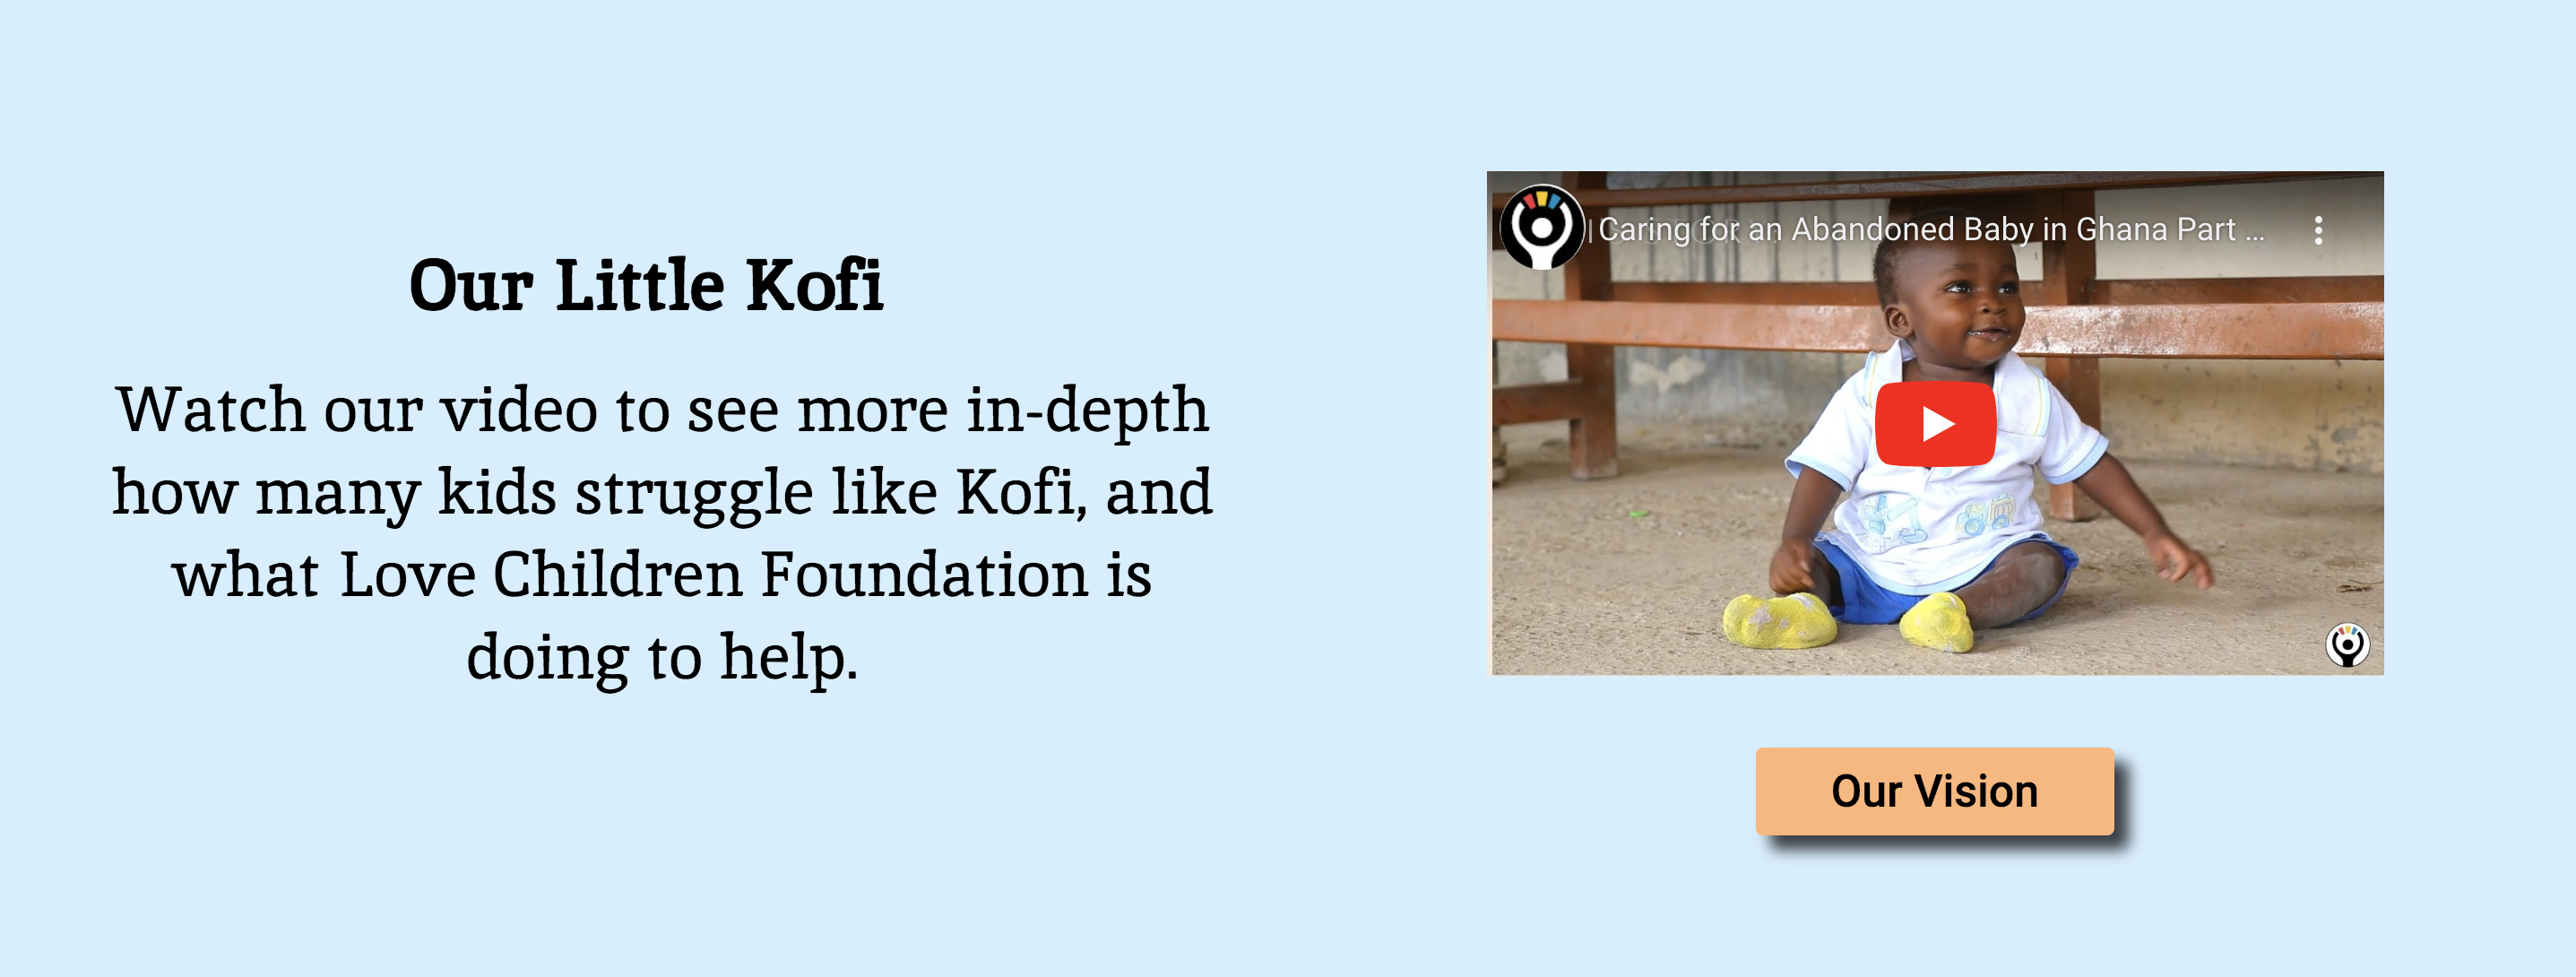 Our Little Kofi
Watch our video to see more in-depth
how many kids struggle like Kofi, and
what Love Children Foundation is
doing to help.
| Caring for an Abandoned Baby in Ghana Part ...
Our Vision